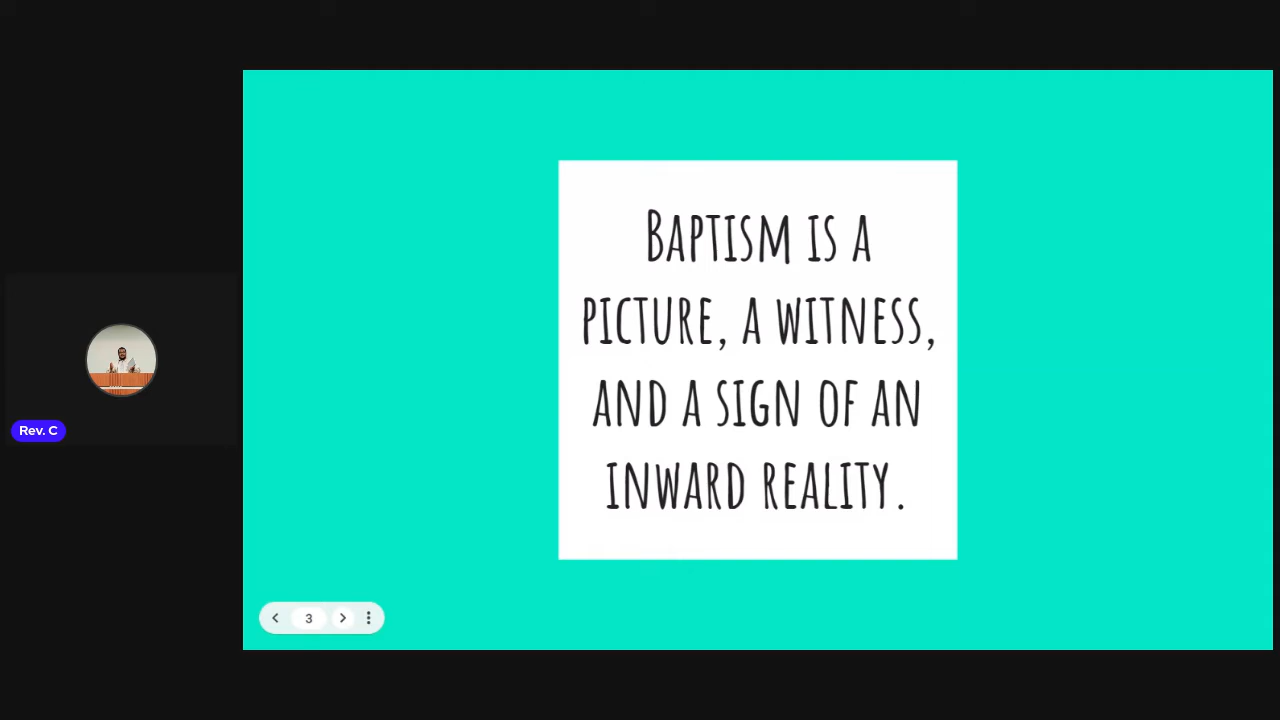 Baptism is a
picture, a witness,
and a sign of an
inward reality.
Rev. C
3